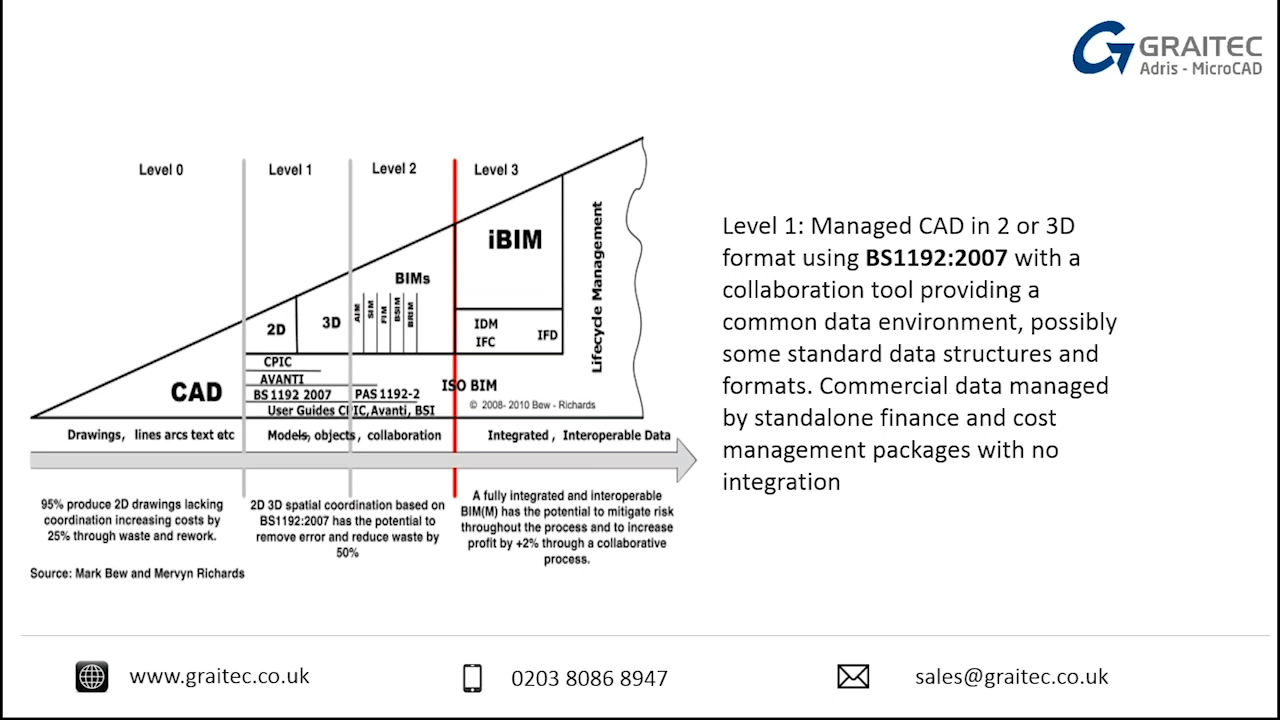 GRAITEC
Adris - MicroCAD
Level 0
Level 1
Level 2
Level 3
iBIM
BIMs
2D
3D
AIM
SIM
FIM
BSIM
BRIM
IDM
IFC
IFD
Lifecycle Management
CAD
CPIC
AVANTI
BS 1192 2007
PAS 1192-2
User Guides CPIC, Avanti, BSI
ISO BIM
© 2008- 2010 Bew - Richards
Drawings, lines arcs text etc
Models, objects, collaboration
Integrated, Interoperable Data
95% produce 2D drawings lacking
coordination increasing costs by
25% through waste and rework.
2D 3D spatial coordination based on
BS1192:2007 has the potential to
remove error and reduce waste by
50%
A fully integrated and interoperable
BIM(M) has the potential to mitigate risk
throughout the process and to increase
profit by +2% through a collaborative
process.
Source: Mark Bew and Mervyn Richards
Level 1: Managed CAD in 2 or 3D
format using BS1192:2007 with a
collaboration tool providing a
common data environment, possibly
some standard data structures and
formats. Commercial data managed
by standalone finance and cost
management packages with no
integration
www.graitec.co.uk
0203 8086 8947
sales@graitec.co.uk